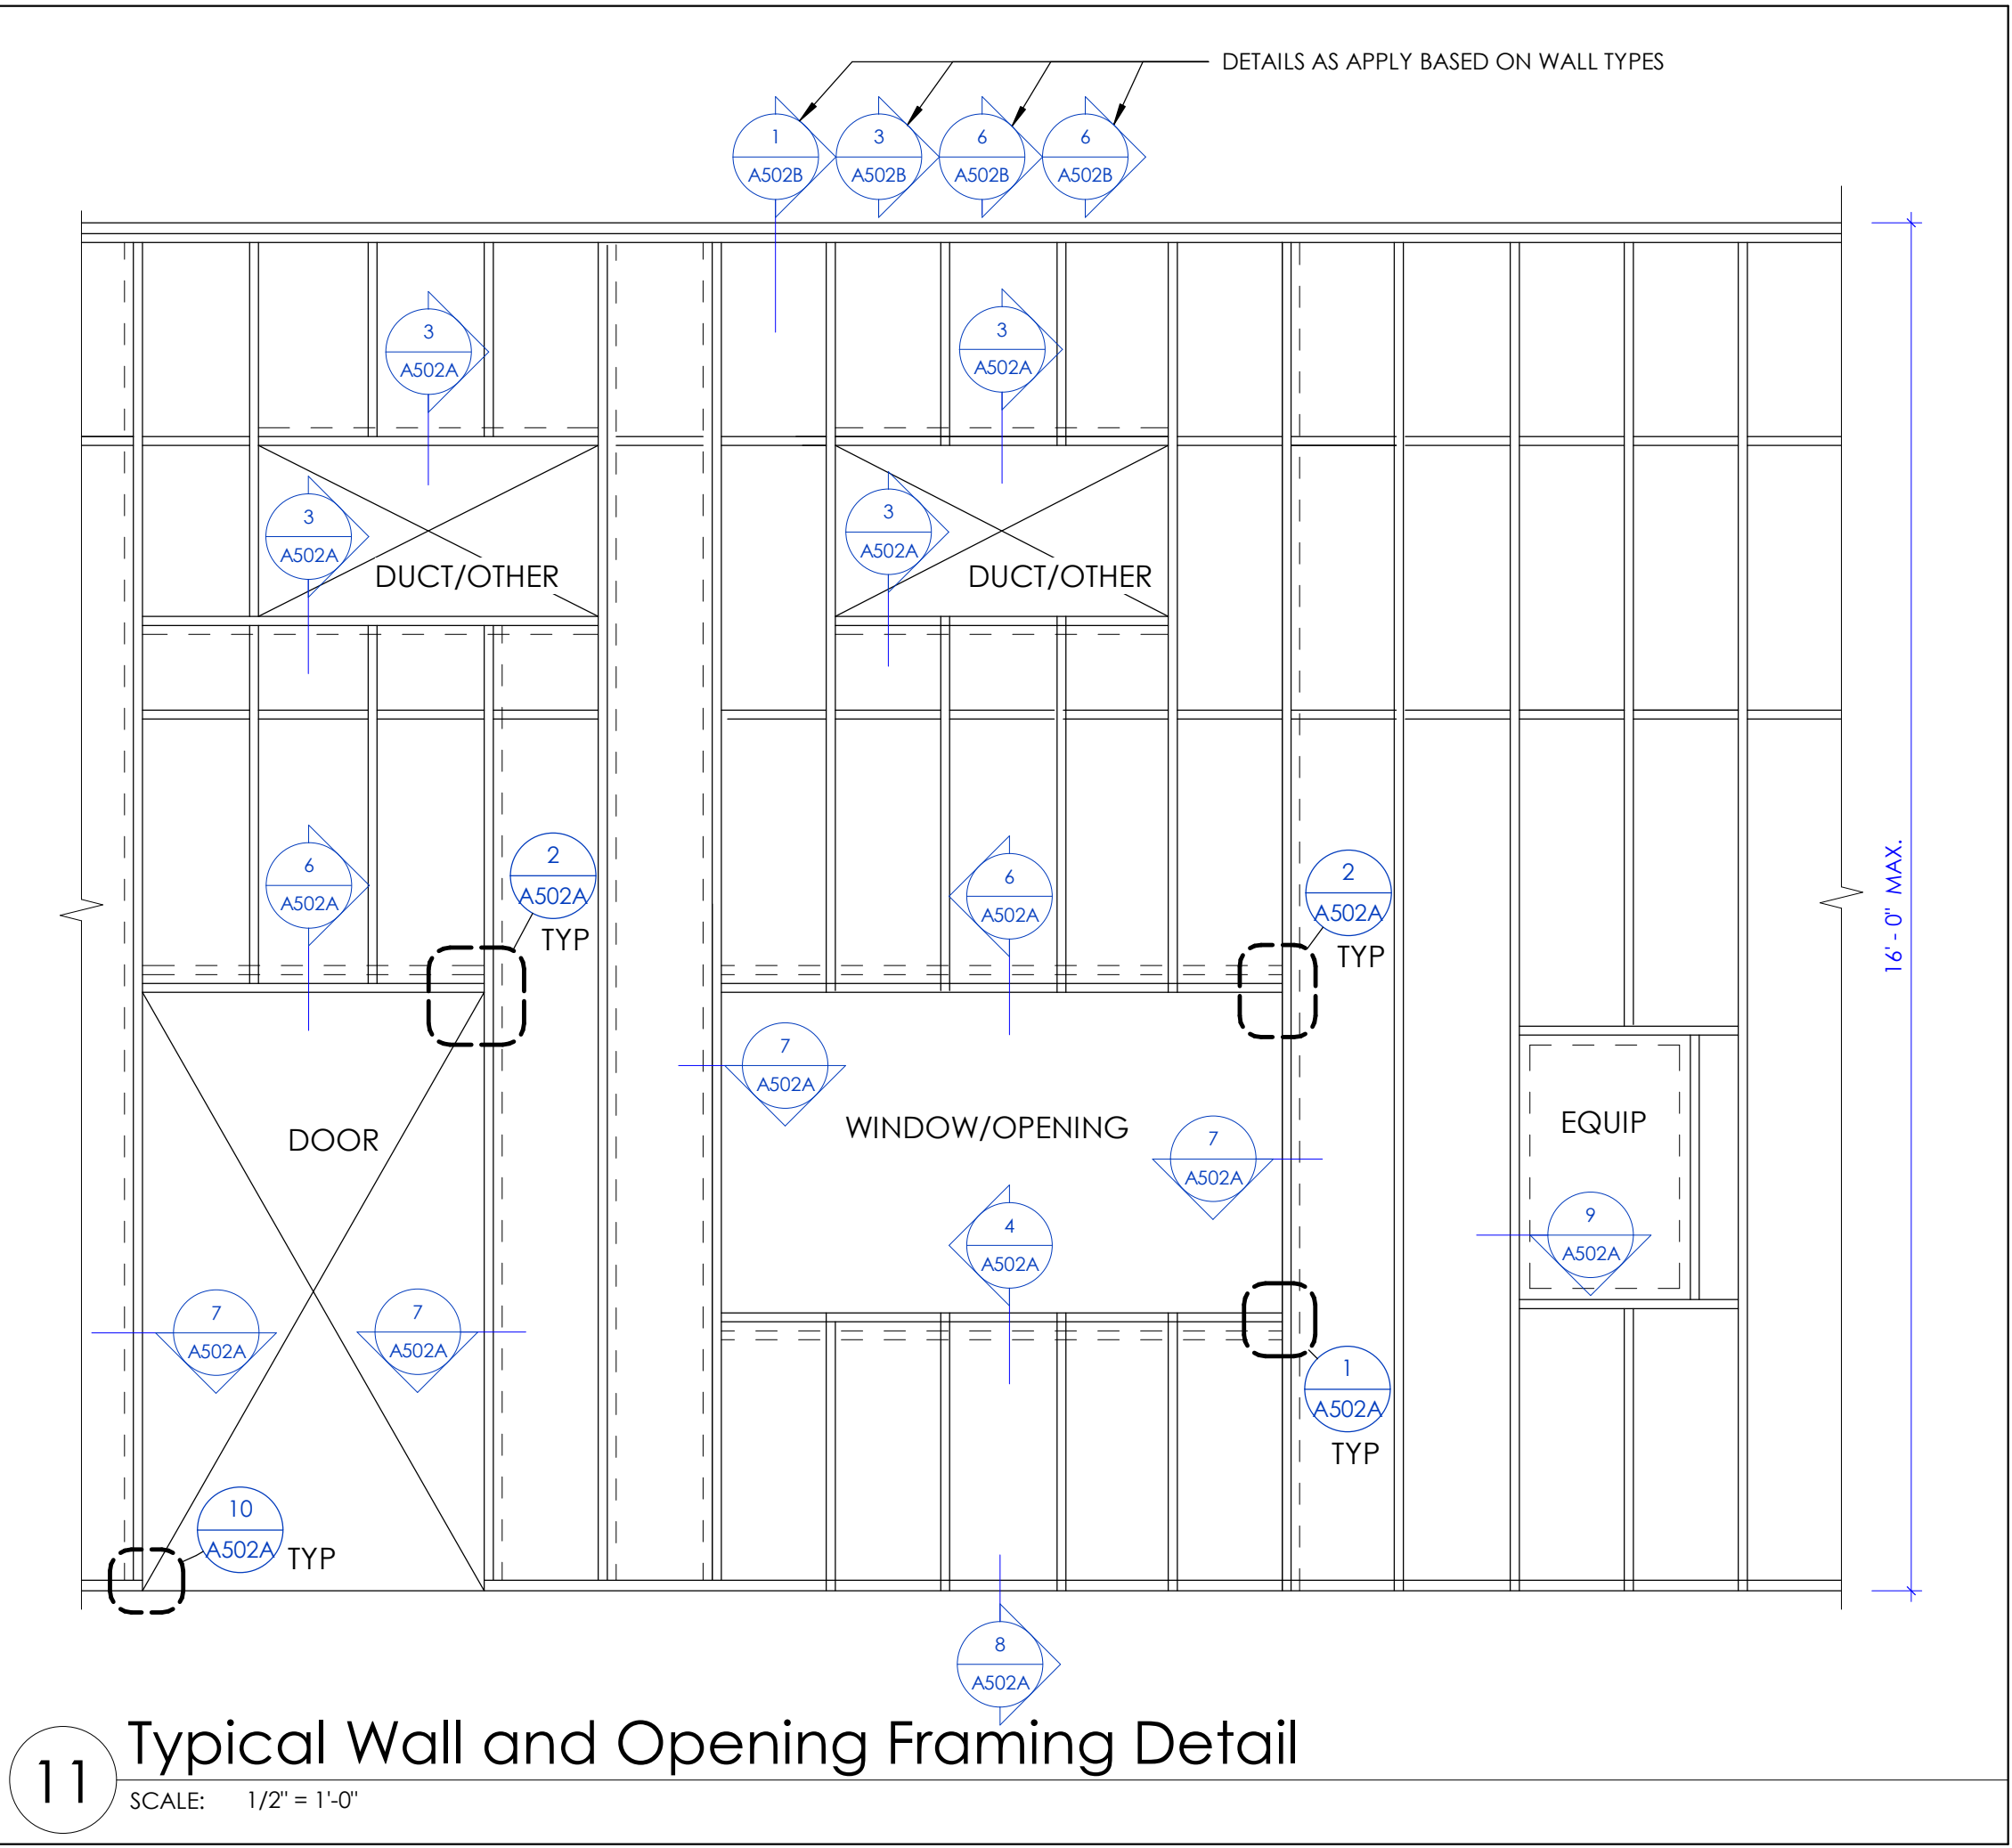 DETAILS AS APPLY BASED ON WALL TYPES
1
A502B
3
A502B
6
A502B
6
A502B
3
A502A
3
A502A
3
A502A
3
A502A
DUCT/OTHER
DUCT/OTHER
6
A502A
2
A502A
TYP
6
A502A
2
A502A
TYP
16' - 0" MAX.
7
A502A
DOOR
WINDOW/OPENING
7
A502A
EQUIP
4
A502A
9
A502A
7
A502A
7
A502A
1
A502A
TYP
10
A502A
TYP
8
A502A
11
Typical Wall and Opening Framing Detail
SCALE: 1/2" = 1'-0"